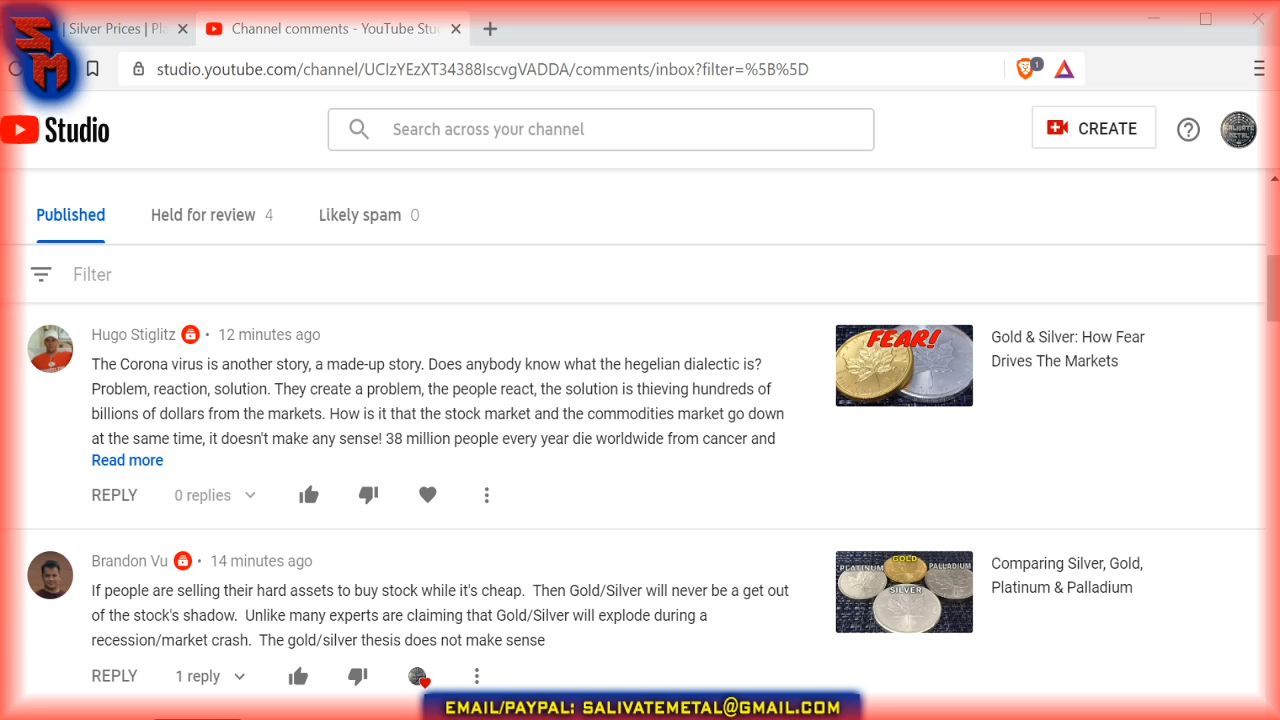 SM
| Silver Prices | Pl
Channel comments - YouTube Stu
studio.youtube.com/channel/UCIzYEzXT34388IscvgVADDA/comments/inbox?filter=%5B%5D
1
Studio
Search across your channel
CREATE
SALIVATE METAL
Published
Held for review 4
Likely spam 0
Filter
Hugo Stiglitz • 12 minutes ago
The Corona virus is another story, a made-up story. Does anybody know what the hegelian dialectic is?
Problem, reaction, solution. They create a problem, the people react, the solution is thieving hundreds of
billions of dollars from the markets. How is it that the stock market and the commodities market go down
at the same time, it doesn't make any sense! 38 million people every year die worldwide from cancer and
Read more
REPLY 0 replies
FEAR!
Gold & Silver: How Fear
Drives The Markets
Brandon Vu • 14 minutes ago
If people are selling their hard assets to buy stock while it's cheap. Then Gold/Silver will never be a get out
of the stock's shadow. Unlike many experts are claiming that Gold/Silver will explode during a
recession/market crash. The gold/silver thesis does not make sense
REPLY 1 reply
PLATINUM GOLD PALLADIUM
SILVER
Comparing Silver, Gold,
Platinum & Palladium
EMAIL/PAYPAL: SALIVATEMETAL@GMAIL.COM